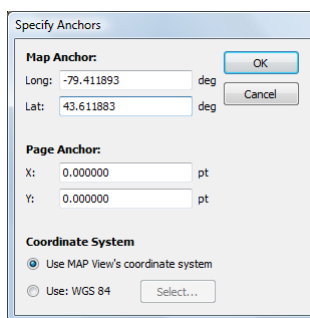 Specify Anchors
Map Anchor:
OK
Long: -79.411893 deg
Cancel
Lat: 43.611883 deg
Page Anchor:
X: 0.000000 pt
Y: 0.000000 pt
Coordinate System
Use MAP View's coordinate system
Use: WGS 84 Select...